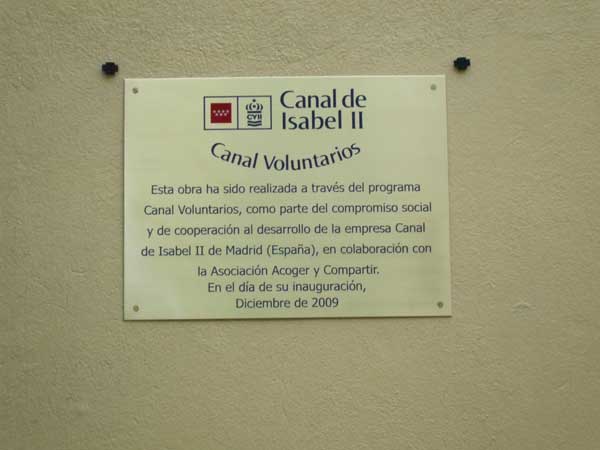 CYII
Canal de
Isabel II
Canal Voluntarios
Esta obra ha sido realizada a través del programa
Canal Voluntarios, como parte del compromiso social
y de cooperación al desarrollo de la empresa Canal
de Isabel II de Madrid (España), en colaboración con
la Asociación Acoger y Compartir.
En el día de su inauguración,
Diciembre de 2009